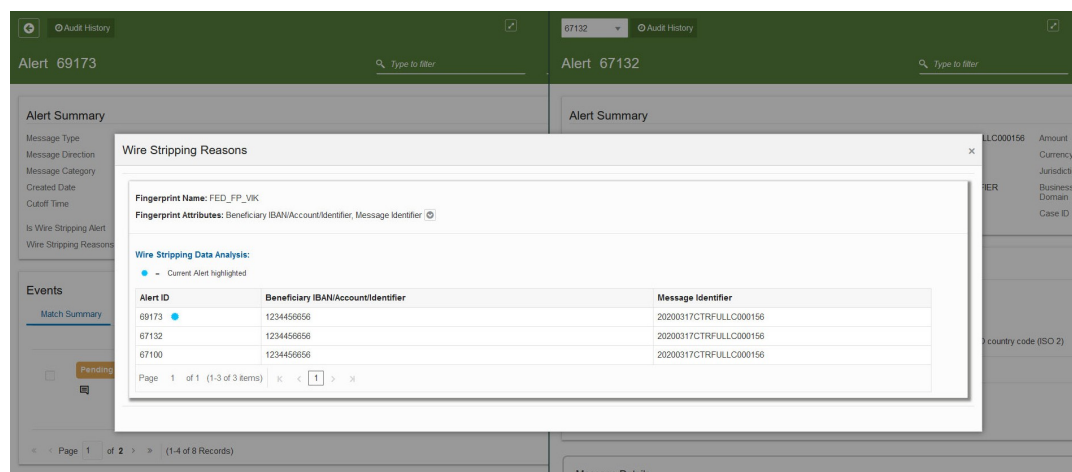 Audit History
Alert 69173
Type to filter
67132
Audit History
Alert 67132
Type to filter
Alert Summary
Message Type
Message Direction
Message Category
Created Date
Cutoff Time
Is Wire Stripping Alert
Wire Stripping Reasons
Alert Summary
LLC000156 Amount
Currency
Jurisdicti
IER Business
Domain
Case ID
Wire Stripping Reasons ×
Fingerprint Name: FED_FP_VIK
Fingerprint Attributes: Beneficiary IBAN/Account/Identifier, Message Identifier
Wire Stripping Data Analysis:
- Current Alert highlighted
Alert ID Beneficiary IBAN/Account/Identifier Message Identifier
69173 1234456656 20200317CTRFULLC000156
67132 1234456656 20200317CTRFULLC000156
67100 1234456656 20200317CTRFULLC000156
Page 1 of 1 (1-3 of 3 items) 1
Events
Match Summary
Pending
country code (ISO 2)
Page 1 of 2 (1-4 of 8 Records)